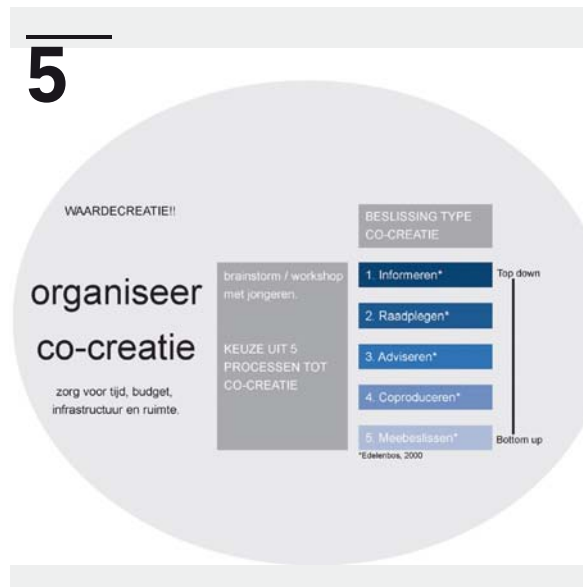 5
WAARDECREATIE!!
organiseer
co-creatie
zorg voor tijd, budget,
infrastructuur en ruimte.
brainstorm / workshop
met jongeren.
KEUZE UIT 5
PROCESSEN TOT
CO-CREATIE
BESLISSING TYPE
CO-CREATIE
1. Informeren*
2. Raadplegen*
3. Adviseren*
4. Coproduceren*
5. Meebeslissen*
*Edelenbos, 2000
Top down
Bottom up